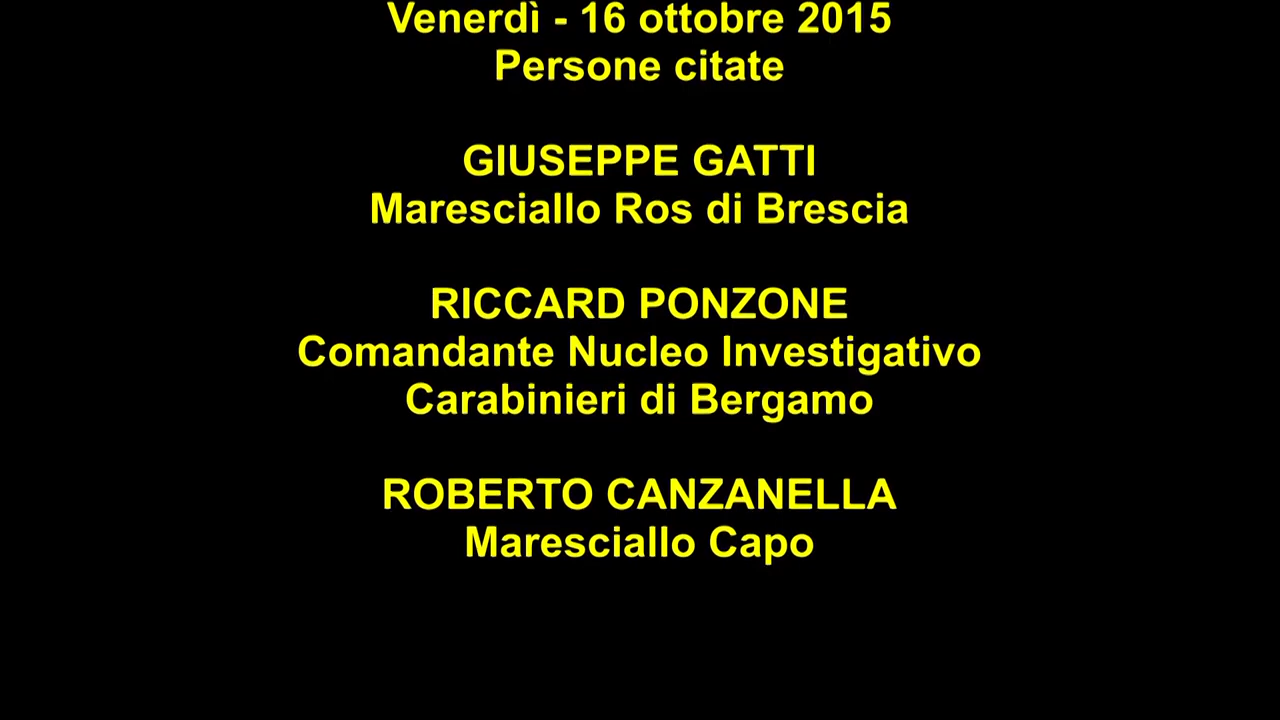 Venerdì - 16 ottobre 2015
Persone citate
GIUSEPPE GATTI
Maresciallo Ros di Brescia
RICCARD PONZONE
Comandante Nucleo Investigativo
Carabinieri di Bergamo
ROBERTO CANZANELLA
Maresciallo Capo